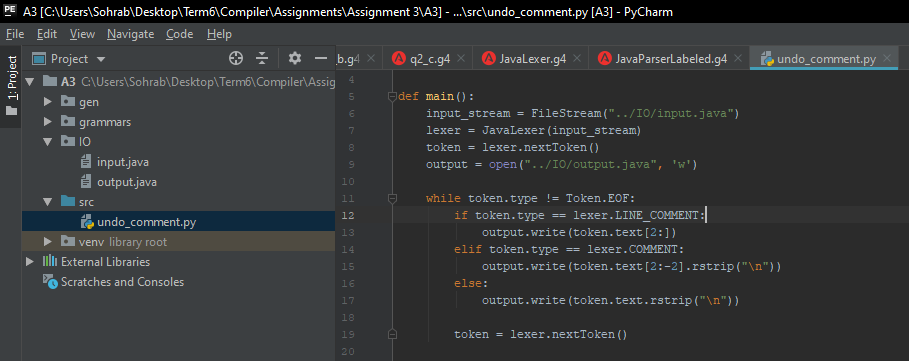 PE A3 [C:\Users\Sohrab\Desktop\Term6\Compiler\Assignments\Assignment 3\A3] - ...\src\undo_comment.py [A3] - PyCharm
File Edit View Navigate Code Help
1: Project
Project
b.g4 q2_c.g4 JavaLexer.g4 JavaParserLabeled.g4 undo_comment.py
A3 C:\Users\Sohrab\Desktop\Term6\Compiler\Assig
gen
grammars
IO
input.java
output.java
src
undo_comment.py
venv library root
External Libraries
Scratches and Consoles
4
5 def main():
6 input_stream = FileStream("../IO/input.java")
7 lexer = JavaLexer(input_stream)
8 token = lexer.nextToken()
9 output = open("../IO/output.java", 'w')
10
11 while token.type != Token.EOF:
12 if token.type == lexer.LINE_COMMENT:
13 output.write(token.text[2:])
14 elif token.type == lexer.COMMENT:
15 output.write(token.text[2:-2].rstrip("\n"))
16 else:
17 output.write(token.text.rstrip("\n"))
18
19 token = lexer.nextToken()
20